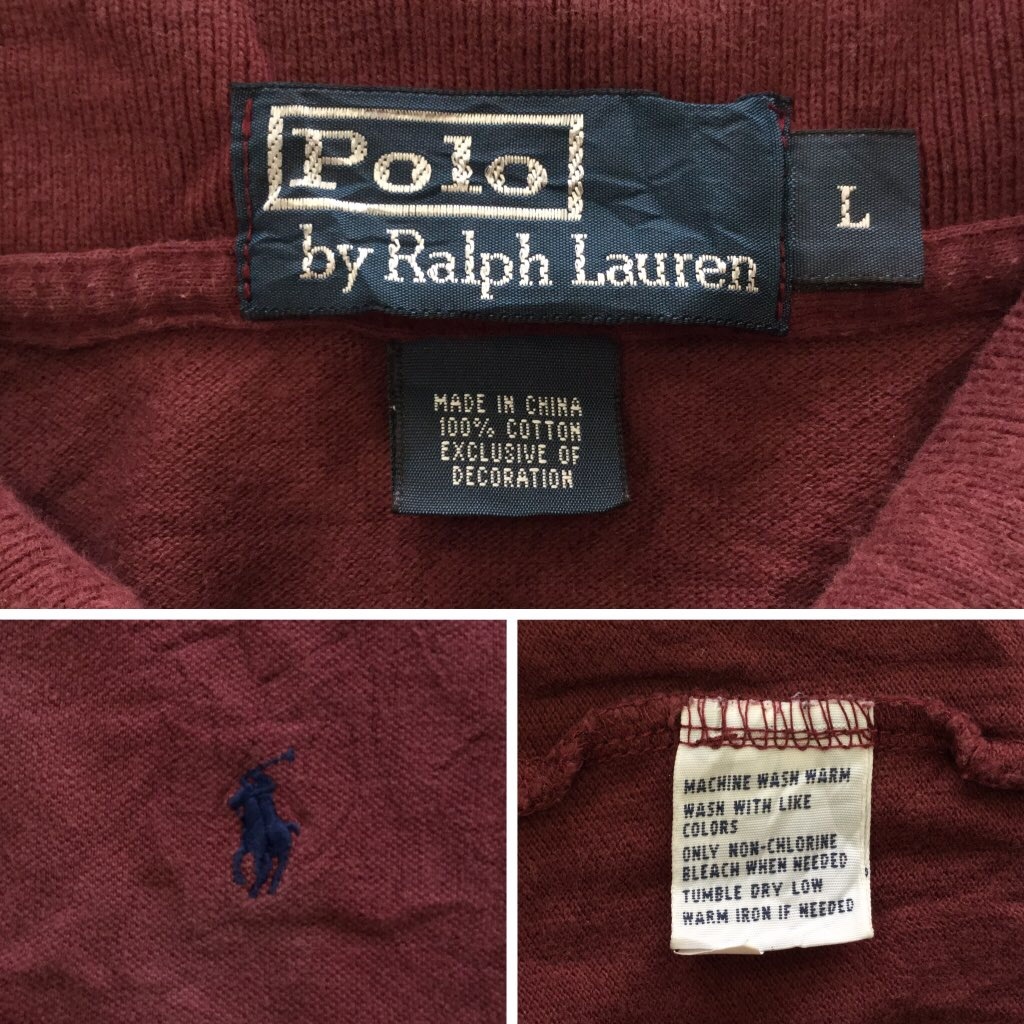 Polo
by Ralph Lauren
L
MADE IN CHINA
100% COTTON
EXCLUSIVE OF
DECORATION
MACHINE WASH WARM
WASH WITH LIKE
COLORS
ONLY NON-CHLORINE
BLEACH WHEN NEEDED
TUMBLE DRY LOW
WARM IRON IF NEEDED